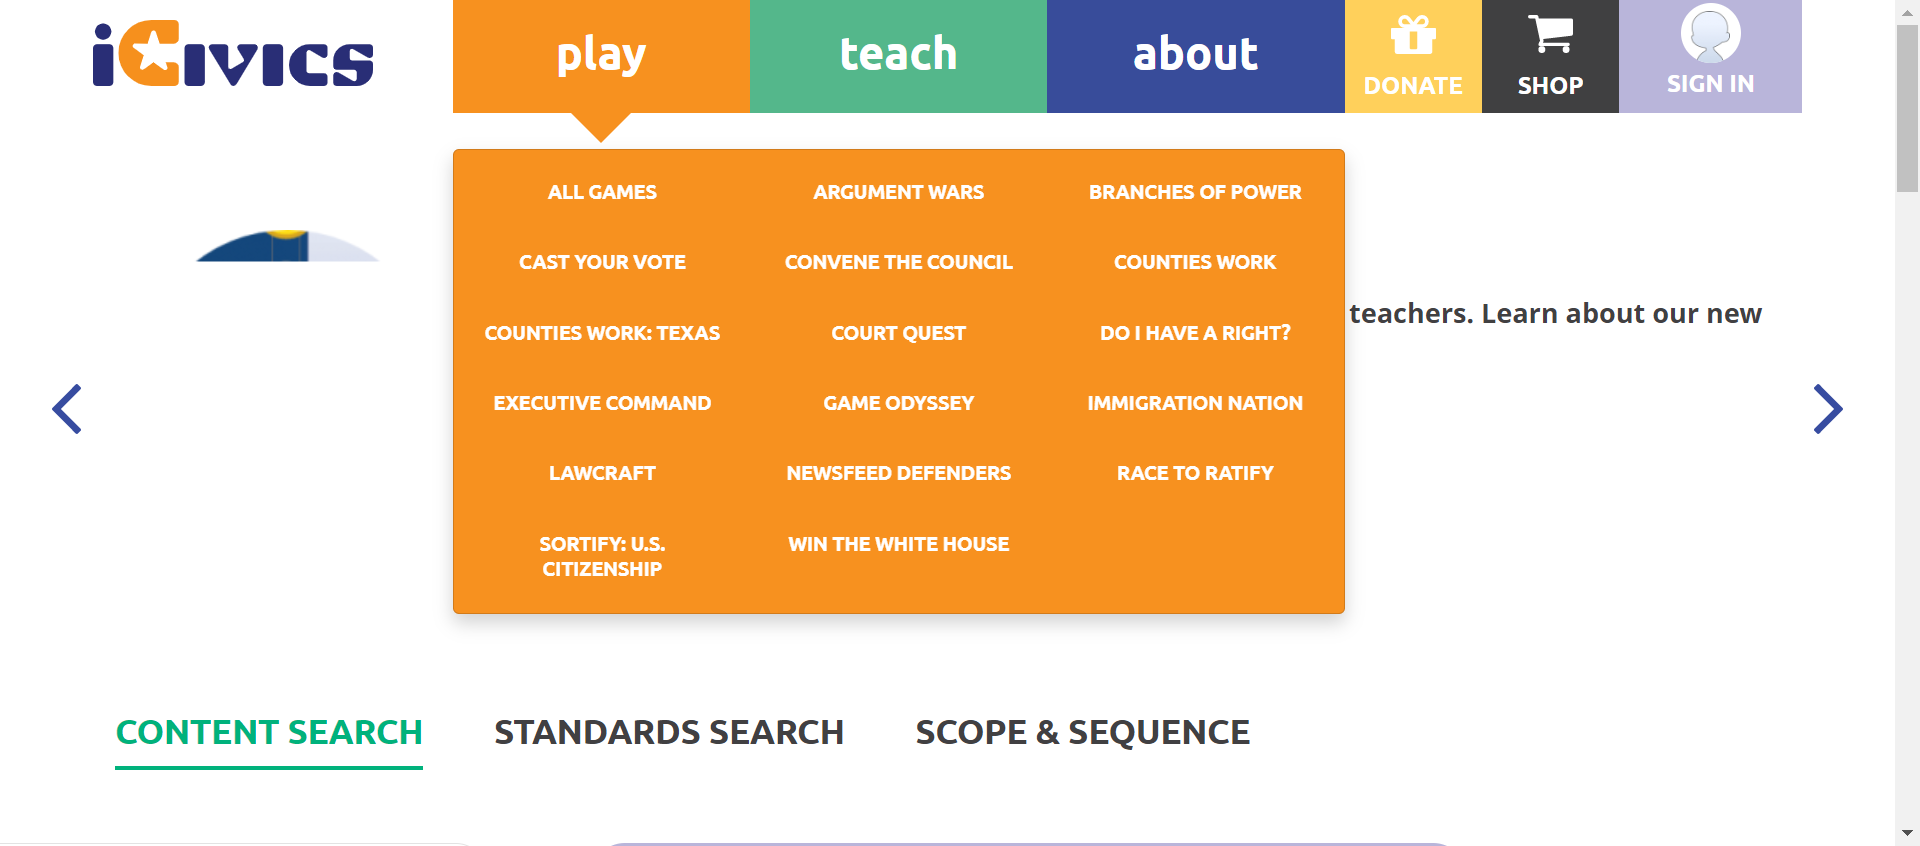 iCivics
play
teach
about
DONATE
SHOP
SIGN IN
ALL GAMES
ARGUMENT WARS
BRANCHES OF POWER
CAST YOUR VOTE
CONVENE THE COUNCIL
COUNTIES WORK
teachers. Learn about our new
COUNTIES WORK: TEXAS
COURT QUEST
DO I HAVE A RIGHT?
EXECUTIVE COMMAND
GAME ODYSSEY
IMMIGRATION NATION
LAWCRAFT
NEWSFEED DEFENDERS
RACE TO RATIFY
SORTIFY: U.S.
CITIZENSHIP
WIN THE WHITE HOUSE
CONTENT SEARCH
STANDARDS SEARCH
SCOPE & SEQUENCE